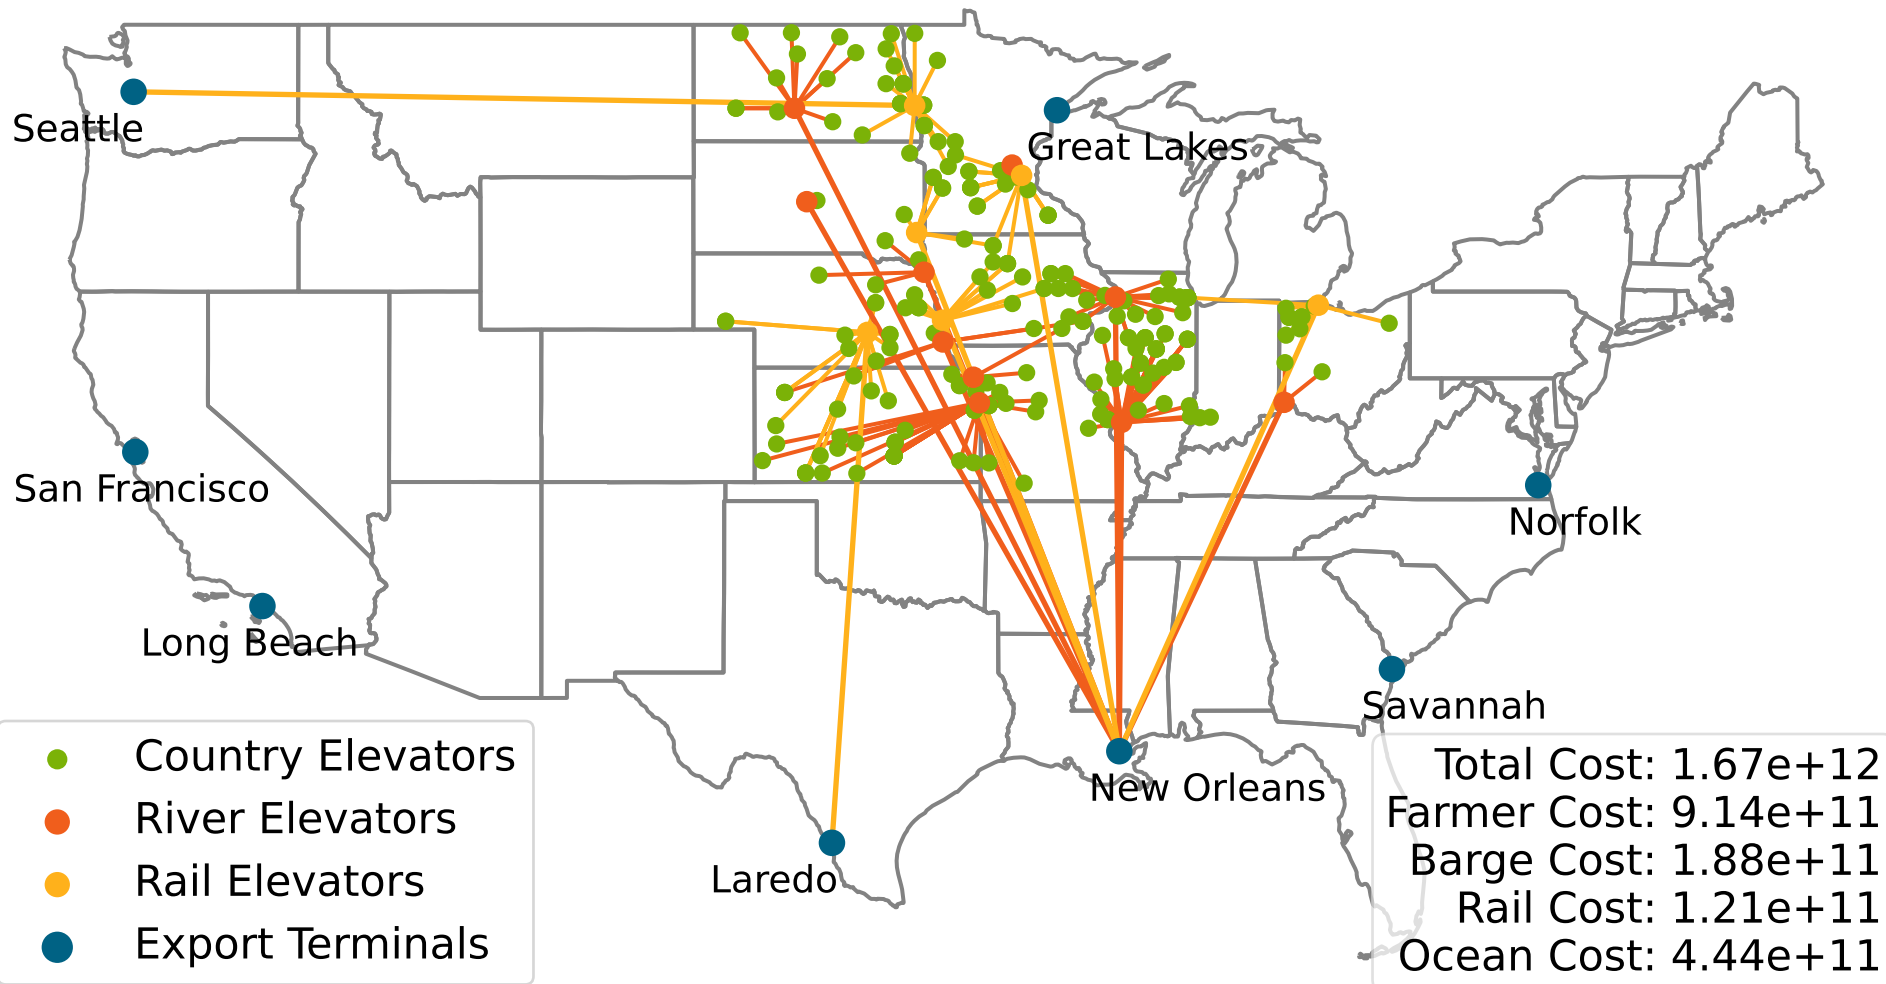 Seattle
Great Lakes
San Francisco
Norfolk
Long Beach
Savannah
New Orleans
Laredo
Country Elevators
River Elevators
Rail Elevators
Export Terminals
Total Cost: 1.67e+12
Farmer Cost: 9.14e+11
Barge Cost: 1.88e+11
Rail Cost: 1.21e+11
Ocean Cost: 4.44e+11